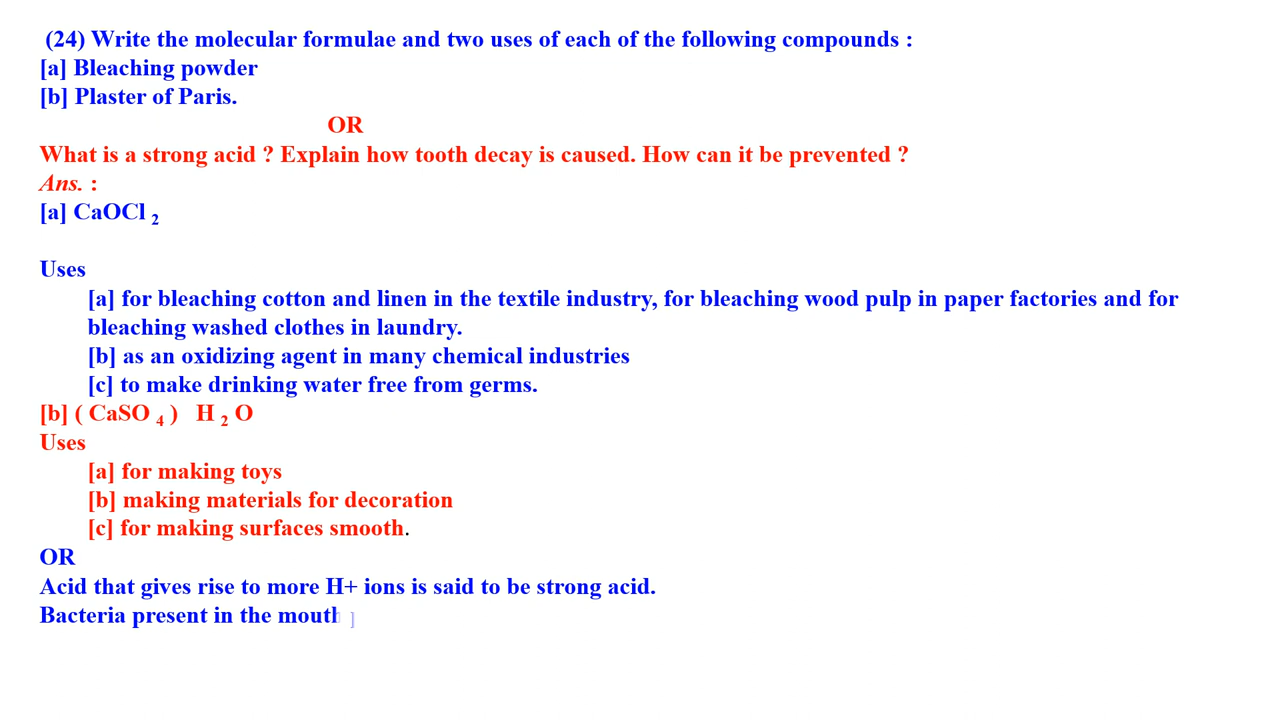 (24) Write the molecular formulae and two uses of each of the following compounds :
[a] Bleaching powder
[b] Plaster of Paris.
OR
What is a strong acid ? Explain how tooth decay is caused. How can it be prevented ?
Ans. :
[a] CaOCl 2
Uses
[a] for bleaching cotton and linen in the textile industry, for bleaching wood pulp in paper factories and for
bleaching washed clothes in laundry.
[b] as an oxidizing agent in many chemical industries
[c] to make drinking water free from germs.
[b] ( CaSO 4 ) H 2 O
Uses
[a] for making toys
[b] making materials for decoration
[c] for making surfaces smooth.
OR
Acid that gives rise to more H+ ions is said to be strong acid.
Bacteria present in the mouth